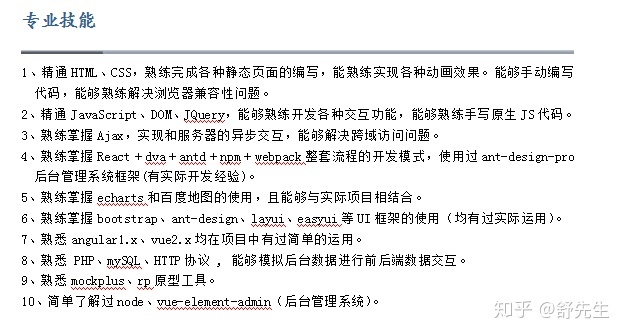 专业技能
1、精通 HTML、CSS，熟练完成各种静态页面的编写，能熟练实现各种动画效果。能够手动编写
代码，能够熟练解决浏览器兼容性问题。
2、精通 JavaScript、DOM、JQuery，能够熟练开发各种交互功能，能够熟练手写原生 JS 代码。
3、熟练掌握 Ajax，实现和服务器的异步交互，能够解决跨域访问问题。
4、熟练掌握 React＋dva＋antd＋npm＋webpack 整套流程的开发模式，使用过 ant-design-pro
后台管理系统框架(有实际开发经验)。
5、熟练掌握 echarts 和百度地图的使用，且能够与实际项目相结合。
6、熟练掌握 bootstrap、ant-design、layui、easyui 等 UI 框架的使用（均有过实际运用）。
7、熟悉 angular1.x、vue2.x 均在项目中有过简单的运用。
8、熟悉 PHP、mySQL、HTTP 协议 ，能够模拟后台数据进行前后端数据交互。
9、熟悉 mockplus、rp 原型工具。
10、简单了解过 node、vue-element-admin（后台管理系统）。
知乎 @舒先生